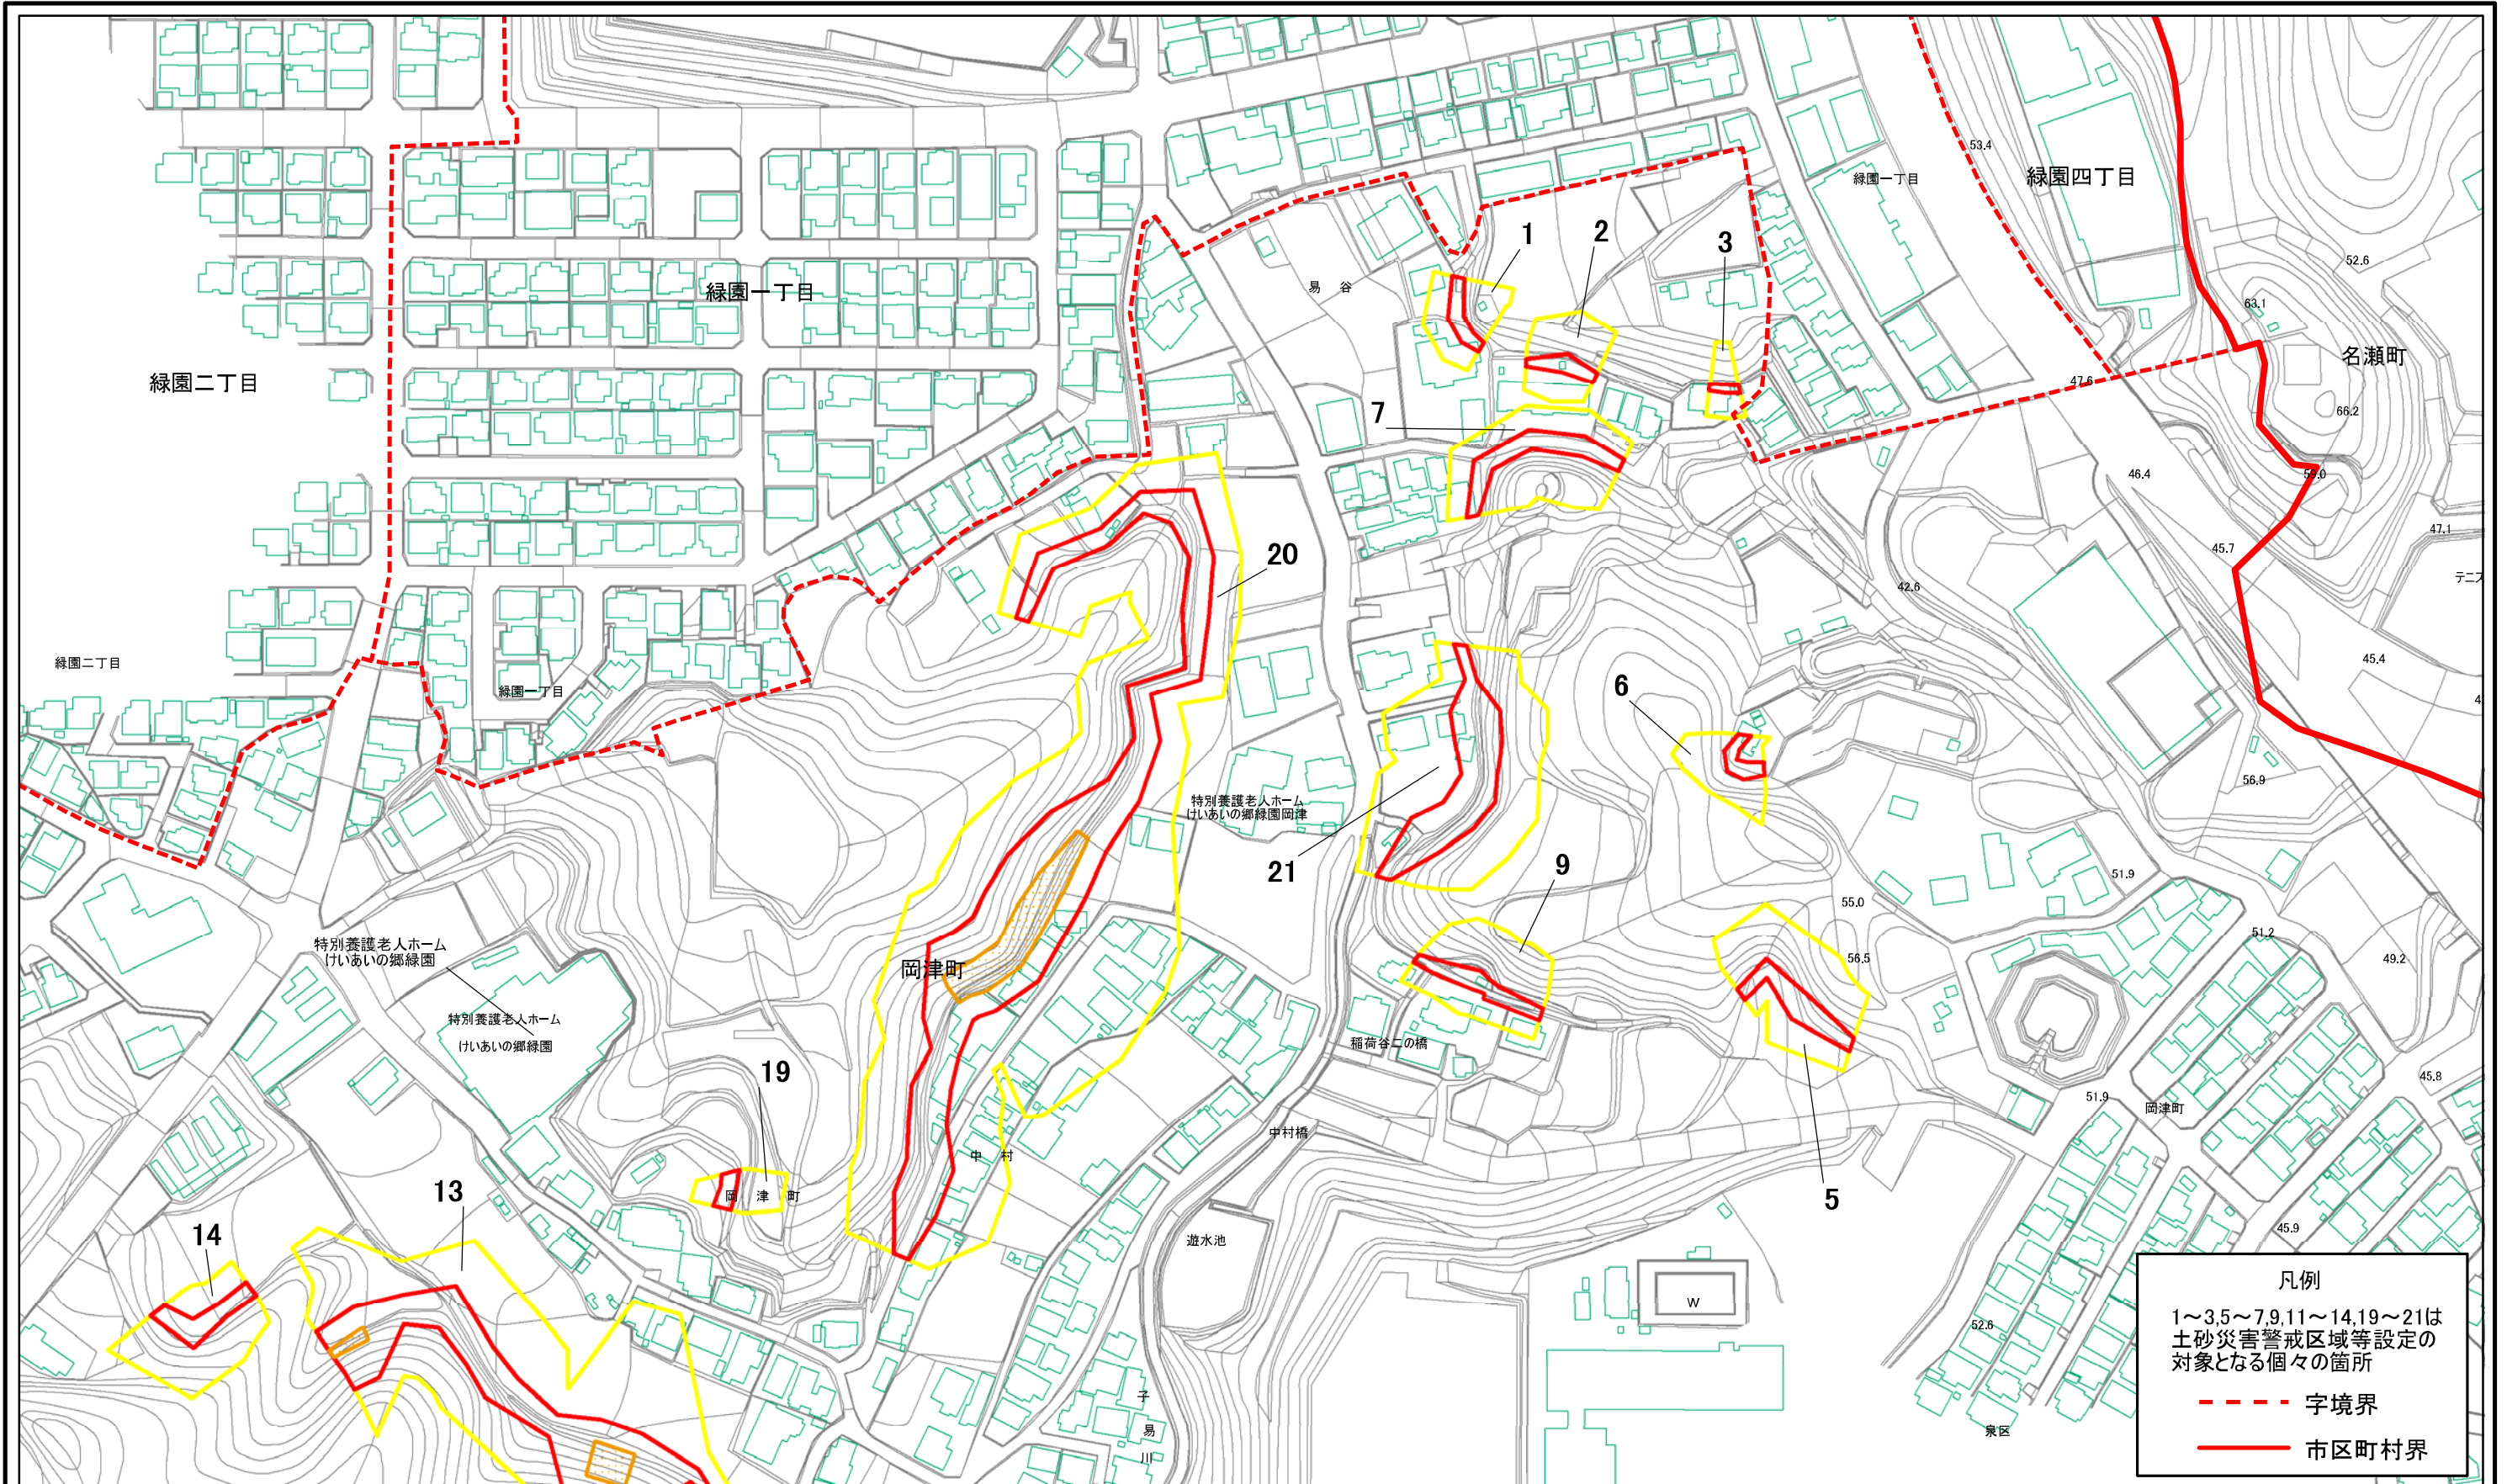 53.4
緑園四丁目
緑園一丁目
1
2
3
52.6
易 谷
緑園一丁目
63.1
名瀬町
緑園二丁目
47.6
7
66.2
46.4
59.0
47.1
45.7
20
テニス
42.6
緑園二丁目
45.4
緑園一丁目
6
4
56.9
特別養護老人ホーム
けいあいの郷緑園岡津
21
9
51.9
55.0
51.2
特別養護老人ホーム
けいあいの郷緑園
岡津町
56.5
49.2
特別養護老人ホーム
けいあいの郷緑園
稲荷谷二の橋
19
45.8
51.9
岡津町
中村橋
中 村
13
岡 津 町
5
14
遊水池
45.9
W
52.6
子
易
川
泉区
凡例
1～3,5～7,9,11～14,19～21は
土砂災害警戒区域等設定の
対象となる個々の箇所
字境界
市区町村界